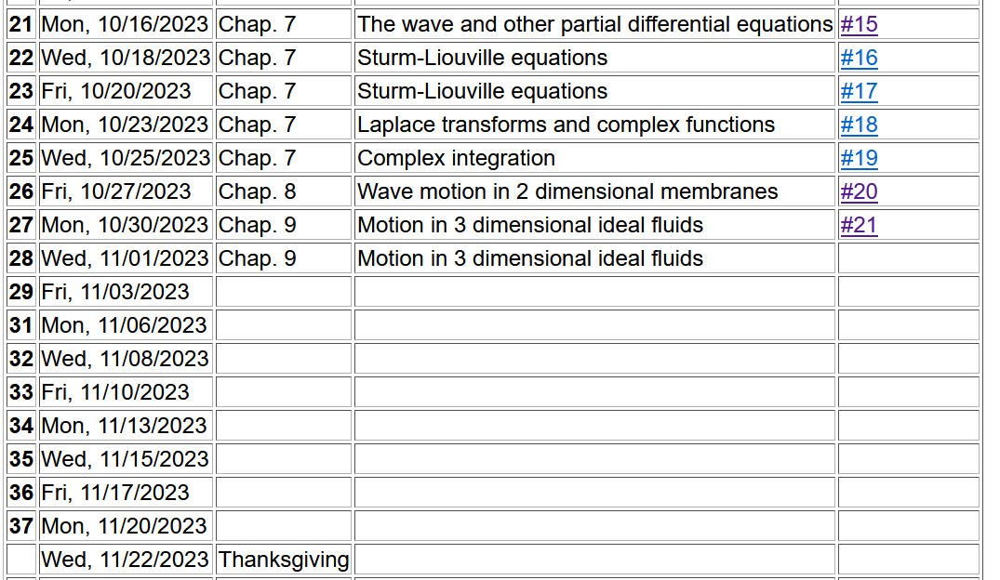 21 Mon, 10/16/2023 Chap. 7 The wave and other partial differential equations #15
22 Wed, 10/18/2023 Chap. 7 Sturm-Liouville equations #16
23 Fri, 10/20/2023 Chap. 7 Sturm-Liouville equations #17
24 Mon, 10/23/2023 Chap. 7 Laplace transforms and complex functions #18
25 Wed, 10/25/2023 Chap. 7 Complex integration #19
26 Fri, 10/27/2023 Chap. 8 Wave motion in 2 dimensional membranes #20
27 Mon, 10/30/2023 Chap. 9 Motion in 3 dimensional ideal fluids #21
28 Wed, 11/01/2023 Chap. 9 Motion in 3 dimensional ideal fluids
29 Fri, 11/03/2023
31 Mon, 11/06/2023
32 Wed, 11/08/2023
33 Fri, 11/10/2023
34 Mon, 11/13/2023
35 Wed, 11/15/2023
36 Fri, 11/17/2023
37 Mon, 11/20/2023
Wed, 11/22/2023 Thanksgiving